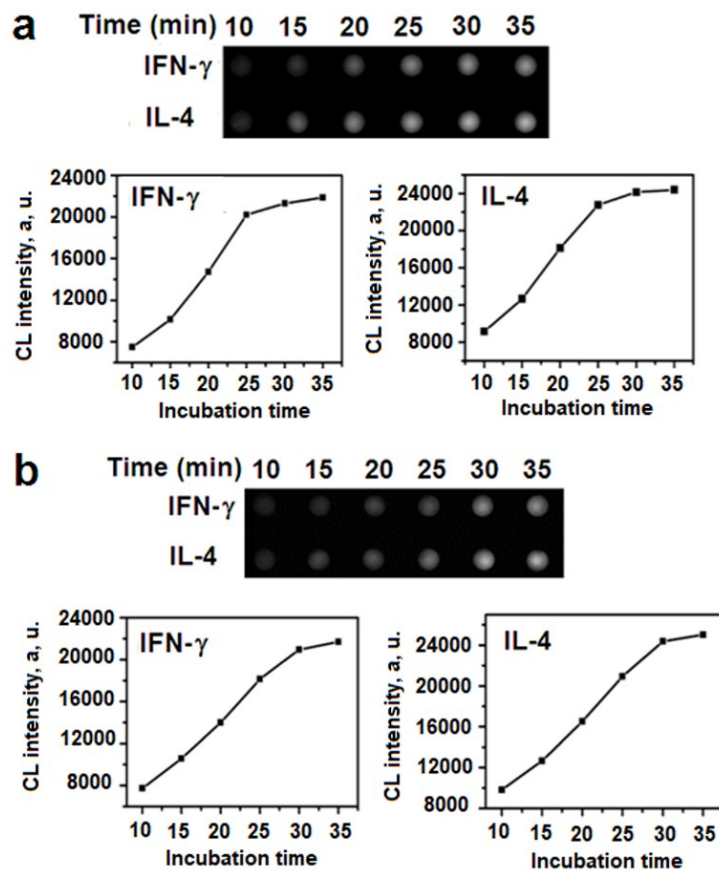 a
Time (min) 10 15 20 25 30 35
IFN-γ
IL-4
IFN-γ
CL intensity, a, u.
24000
20000
16000
12000
8000
10 15 20 25 30 35
Incubation time
IL-4
CL intensity, a, u.
24000
20000
16000
12000
8000
10 15 20 25 30 35
Incubation time
b
Time (min) 10 15 20 25 30 35
IFN-γ
IL-4
IFN-γ
CL intensity, a, u.
24000
20000
16000
12000
8000
10 15 20 25 30 35
Incubation time
IL-4
CL intensity, a, u.
24000
20000
16000
12000
8000
10 15 20 25 30 35
Incubation time